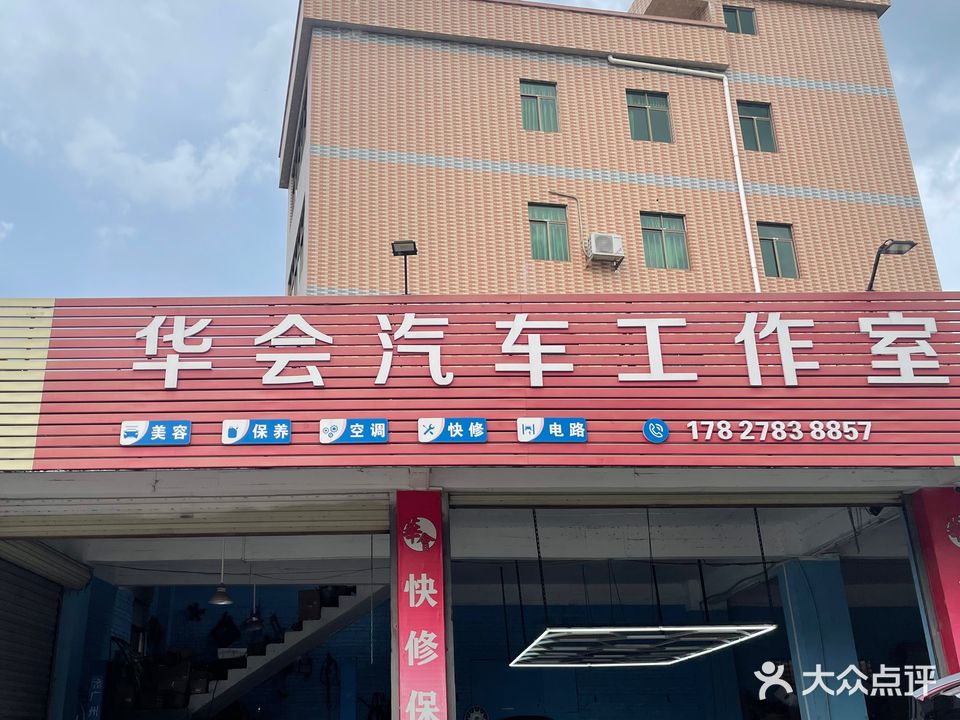 华会汽车工作室
美容 保养 空调 快修 电路 178 2783 8857
快修保
大众点评